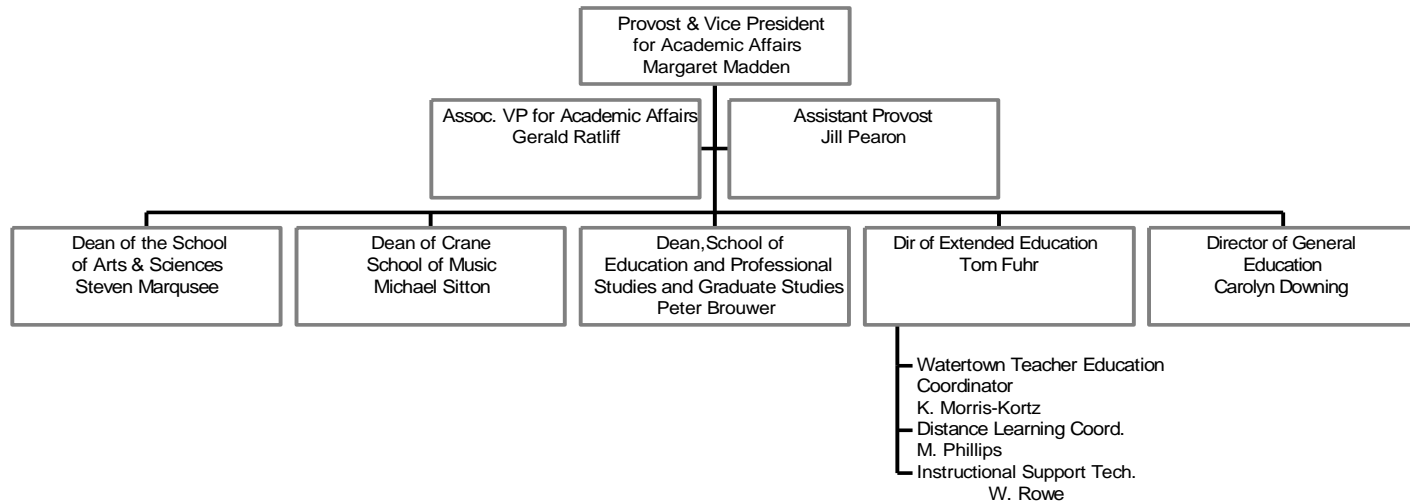 Provost & Vice President
for Academic Affairs
Margaret Madden
Assoc. VP for Academic Affairs
Gerald Ratliff
Assistant Provost
Jill Pearon
Dean of the School
of Arts & Sciences
Steven Marqusee
Dean of Crane
School of Music
Michael Sitton
Dean,School of
Education and Professional
Studies and Graduate Studies
Peter Brouwer
Dir of Extended Education
Tom Fuhr
Director of General
Education
Carolyn Downing
Watertown Teacher Education
Coordinator
K. Morris-Kortz
Distance Learning Coord.
M. Phillips
Instructional Support Tech.
W. Rowe